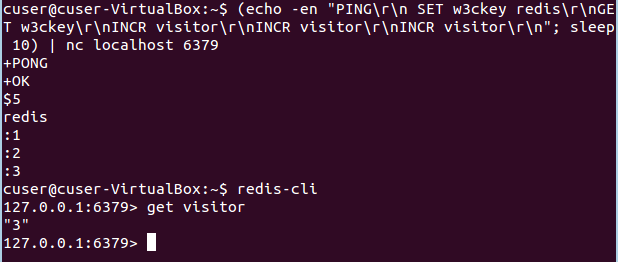 cuser@cuser-VirtualBox:~$ (echo -en "PING\r\n SET w3ckey redis\r\nGE
T w3ckey\r\nINCR visitor\r\nINCR visitor\r\nINCR visitor\r\n"; sleep
 10) | nc localhost 6379
+PONG
+OK
$5
redis
:1
:2
:3
cuser@cuser-VirtualBox:~$ redis-cli
127.0.0.1:6379> get visitor
"3"
127.0.0.1:6379>